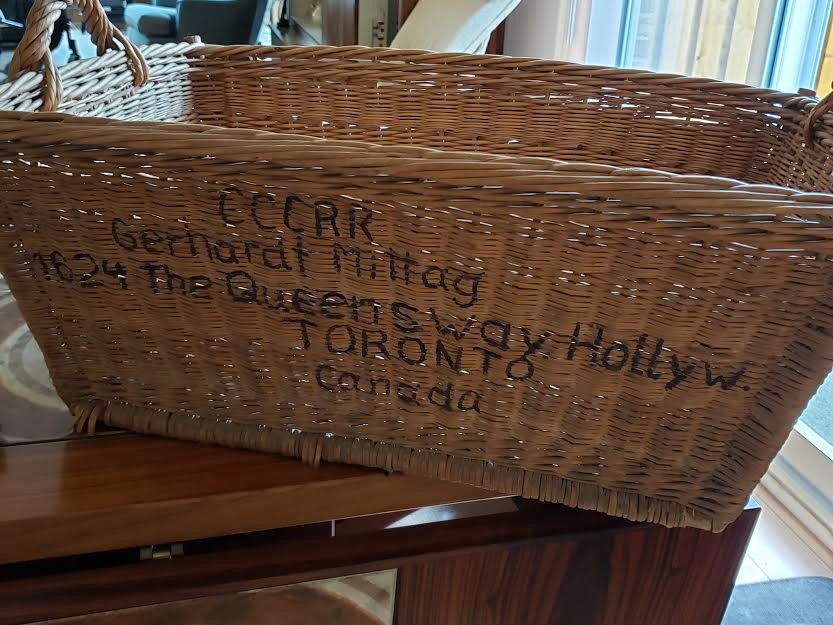 CCCRR
Gerhardt Mittag
1624 The Queensway Hollyw.
TORONTO
Canada